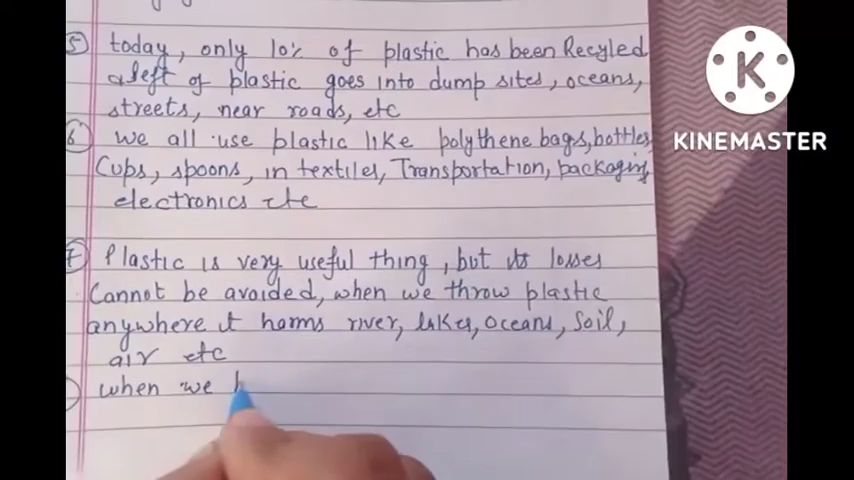 5 today, only 10% of plastic has been Recyled
& left of plastic goes into dump sites, oceans,
streets, near roads, etc
6 we all use plastic like polythene bags, bottles
Cups, spoons, in textiles, Transportation, packaging
electronics etc
7 Plastic is very useful thing, but its losses
Cannot be avoided, when we throw plastic
anywhere it harms river, lakes, oceans, soil,
air etc
when we
K
KINEMASTER